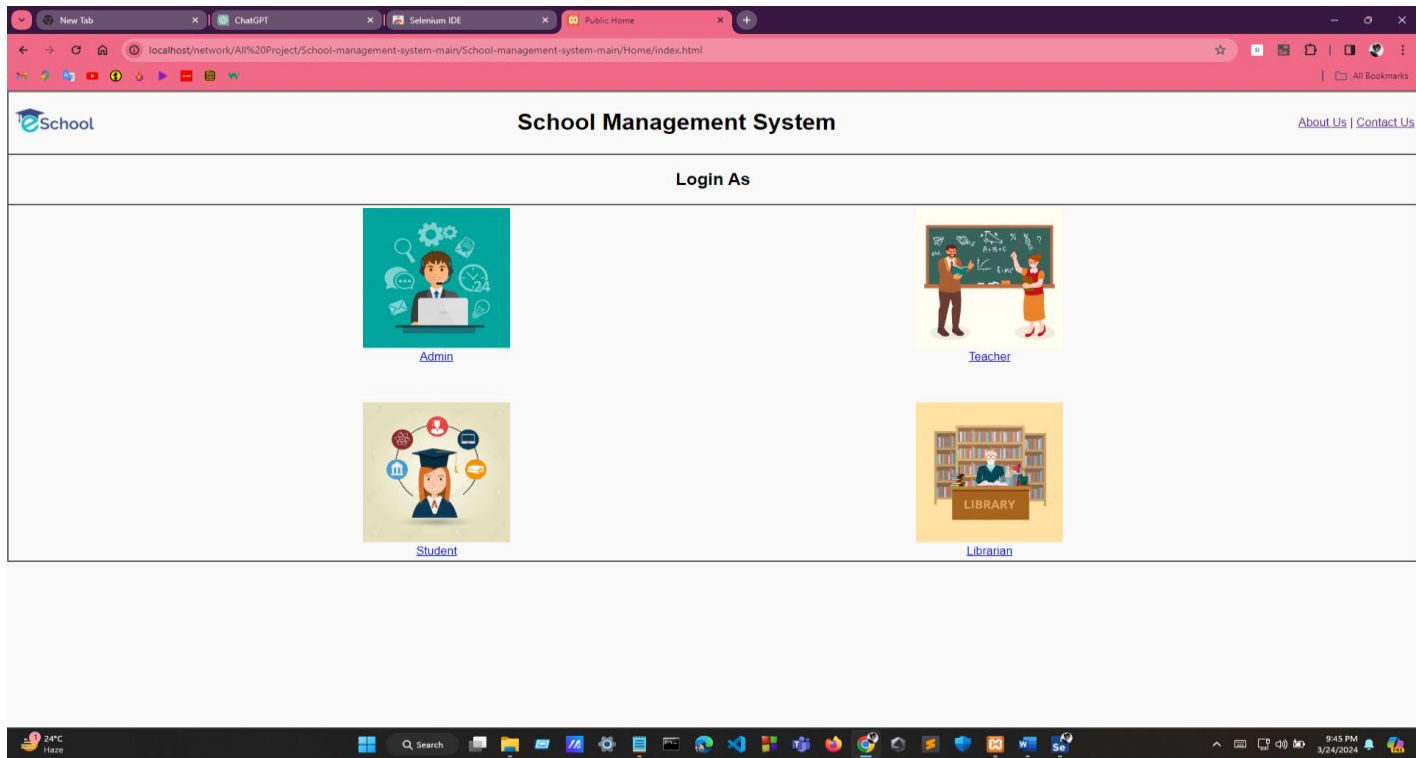 New Tab
ChatGPT
Selenium IDE
Public Home
localhost/network/All%20Project/School-management-system-main/School-management-system-main/Home/index.html
All Bookmarks
eSchool
School Management System
About Us | Contact Us
Login As
24
A+B=C
Admin
Teacher
LIBRARY
Student
Librarian
1
24°C
Haze
Search
9:45 PM
3/24/2024